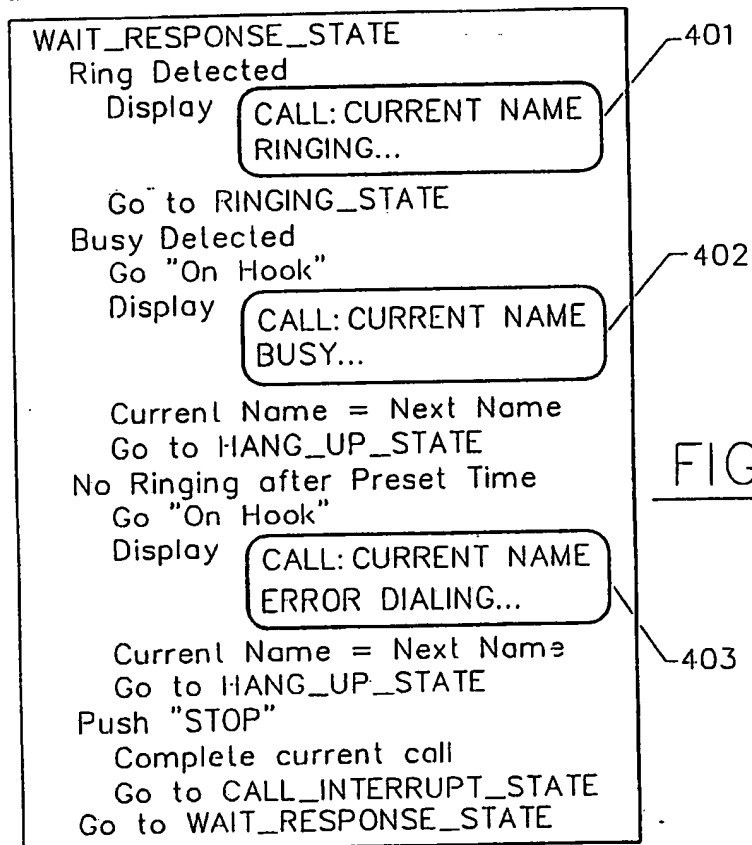 WAIT_RESPONSE_STATE
Ring Detected
Display
CALL: CURRENT NAME
RINGING...
401
Go to RINGING_STATE
Busy Detected
Go "On Hook"
Display
CALL: CURRENT NAME
BUSY...
402
Current Name = Next Name
Go to HANG_UP_STATE
No Ringing after Preset Time
Go "On Hook"
Display
CALL: CURRENT NAME
ERROR DIALING...
403
Current Name = Next Name
Go to HANG_UP_STATE
Push "STOP"
Complete current call
Go to CALL_INTERRUPT_STATE
Go to WAIT_RESPONSE_STATE
FIG